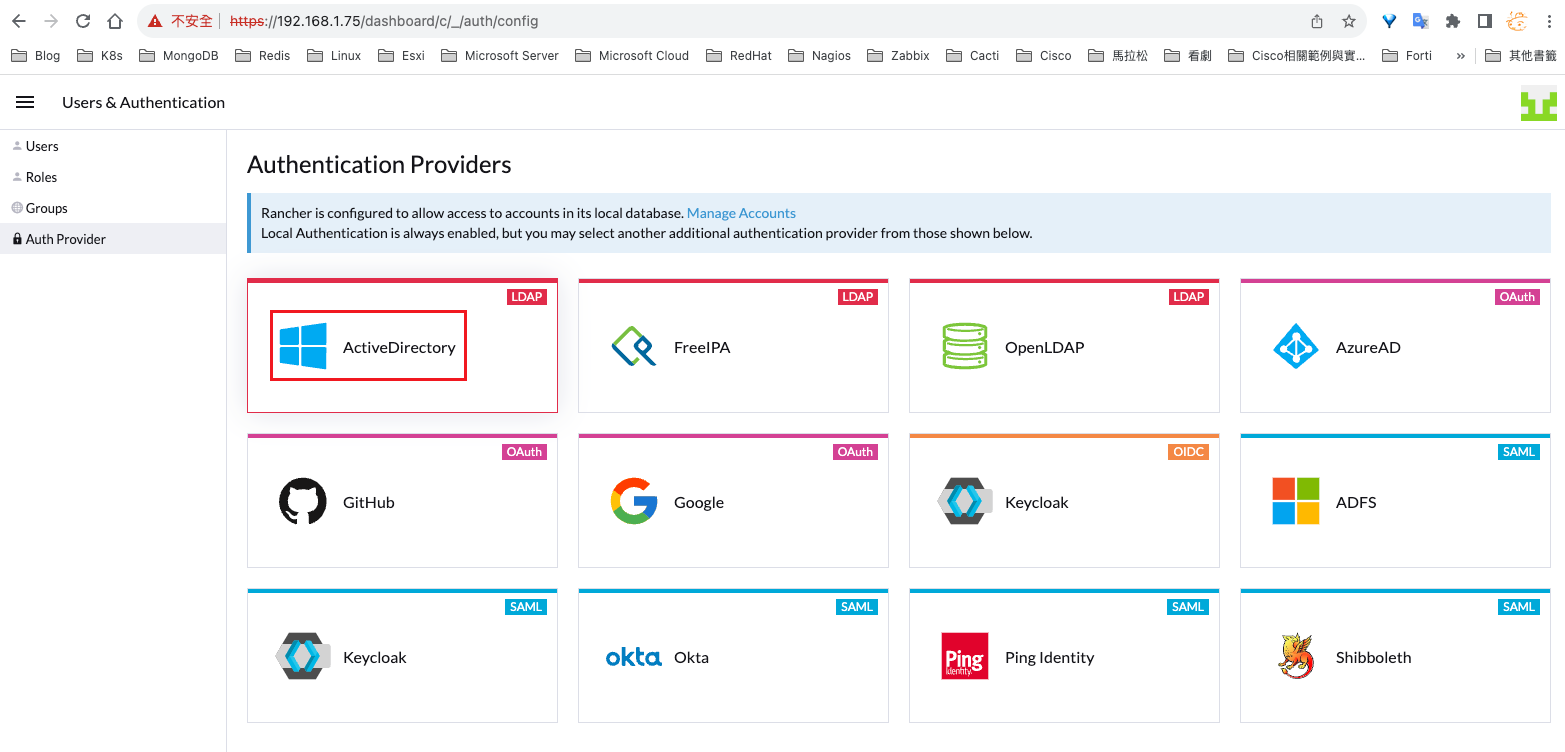 不安全 https://192.168.1.75/dashboard/c/_/auth/config
Blog K8s MongoDB Redis Linux Esxi Microsoft Server Microsoft Cloud RedHat Nagios Zabbix Cacti Cisco 馬拉松 看劇 Cisco相關範例與實... Forti » 其他書籤
Users & Authentication
Users
Roles
Groups
Auth Provider
Authentication Providers
Rancher is configured to allow access to accounts in its local database. Manage Accounts
Local Authentication is always enabled, but you may select another additional authentication provider from those shown below.
LDAP
ActiveDirectory
LDAP
FreeIPA
LDAP
OpenLDAP
OAuth
AzureAD
OAuth
GitHub
OAuth
Google
OIDC
Keycloak
SAML
ADFS
SAML
Keycloak
SAML
okta Okta
SAML
Ping
Identity.
Ping Identity
SAML
Shibboleth